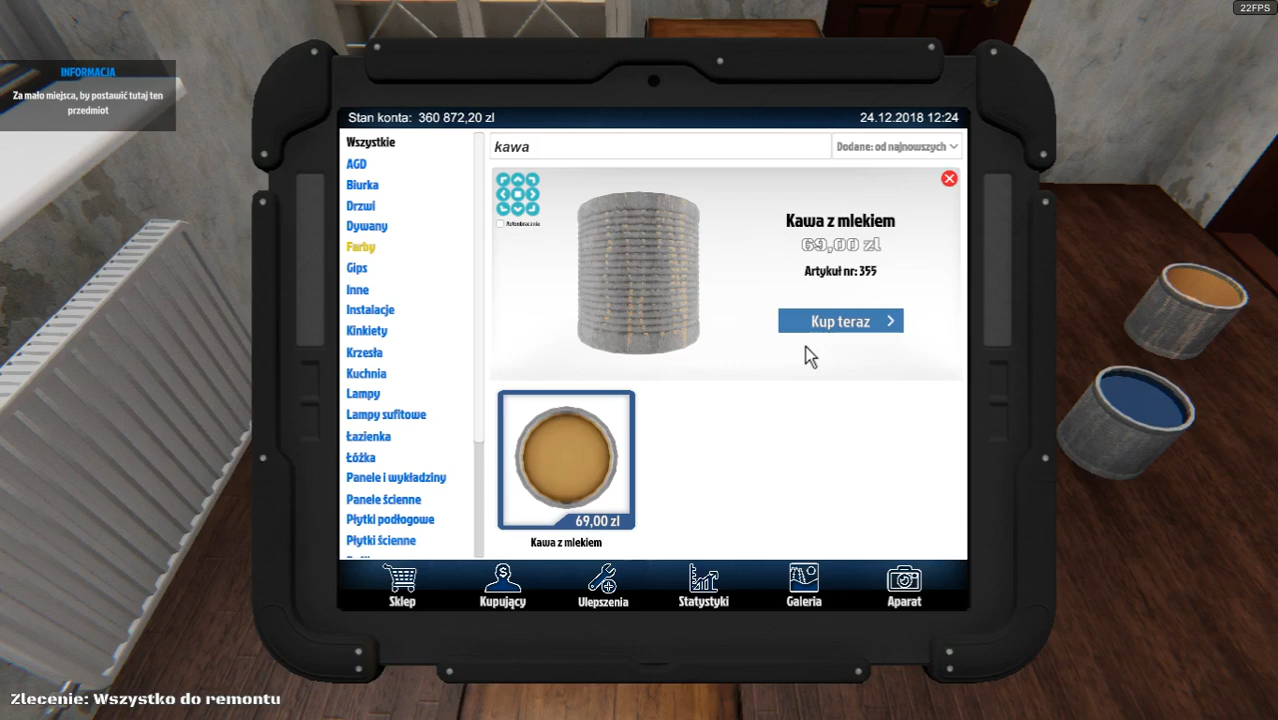 22FPS
INFORMACJA
Za mało miejsca, by postawić tutaj ten
przedmiot
Stan konta: 360 872,20 zł
24.12.2018 12:24
Wszystkie
AGD
Biurka
Drzwi
Dywany
Farby
Gips
Inne
Instalacje
Kinkiety
Krzesła
Kuchnia
Lampy
Lampy sufitowe
Łazienka
Łóżka
Panele i wykładziny
Panele ścienne
Płytki podłogowe
Płytki ścienne
kawa
Dodane: od najnowszych
Autoobracanie
Kawa z mlekiem
69,00 zł
Artykuł nr: 355
Kup teraz
69,00 zł
Kawa z mlekiem
Sklep
Kupujący
Ulepszenia
Statystyki
Galeria
Aparat
Zlecenie: Wszystko do remontu